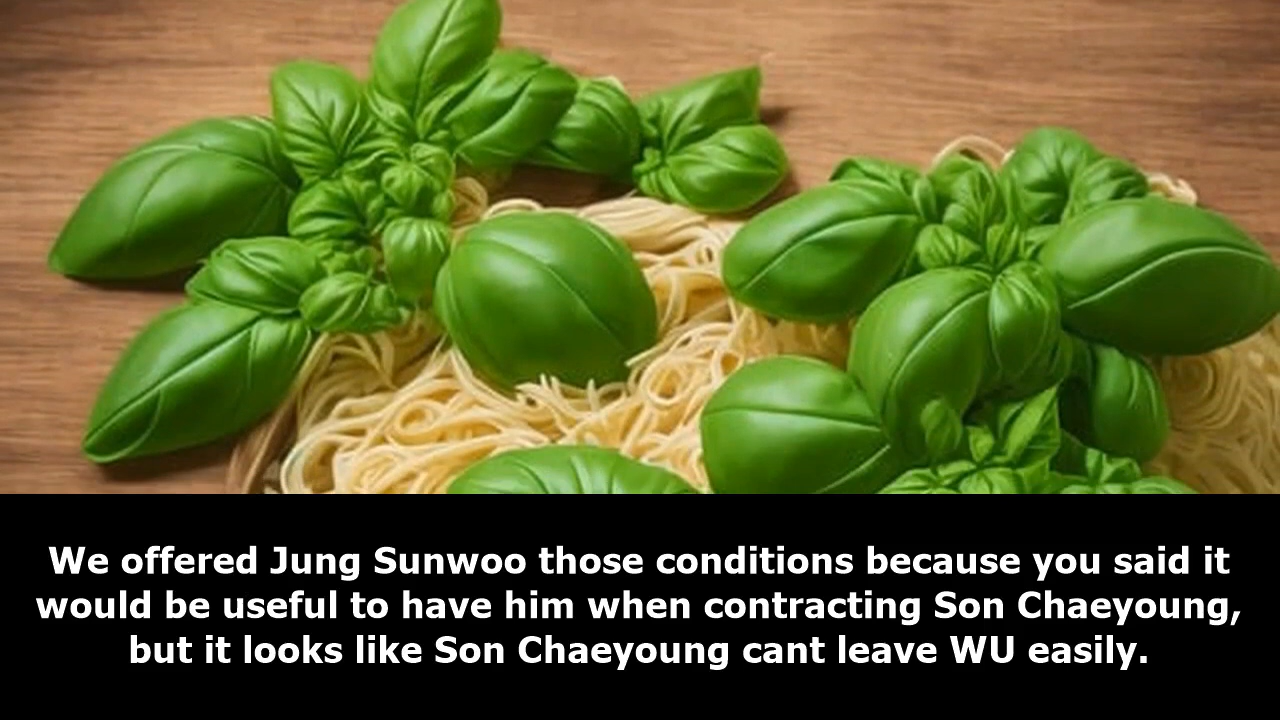 We offered Jung Sunwoo those conditions because you said it
would be useful to have him when contracting Son Chaeyoung,
but it looks like Son Chaeyoung cant leave WU easily.